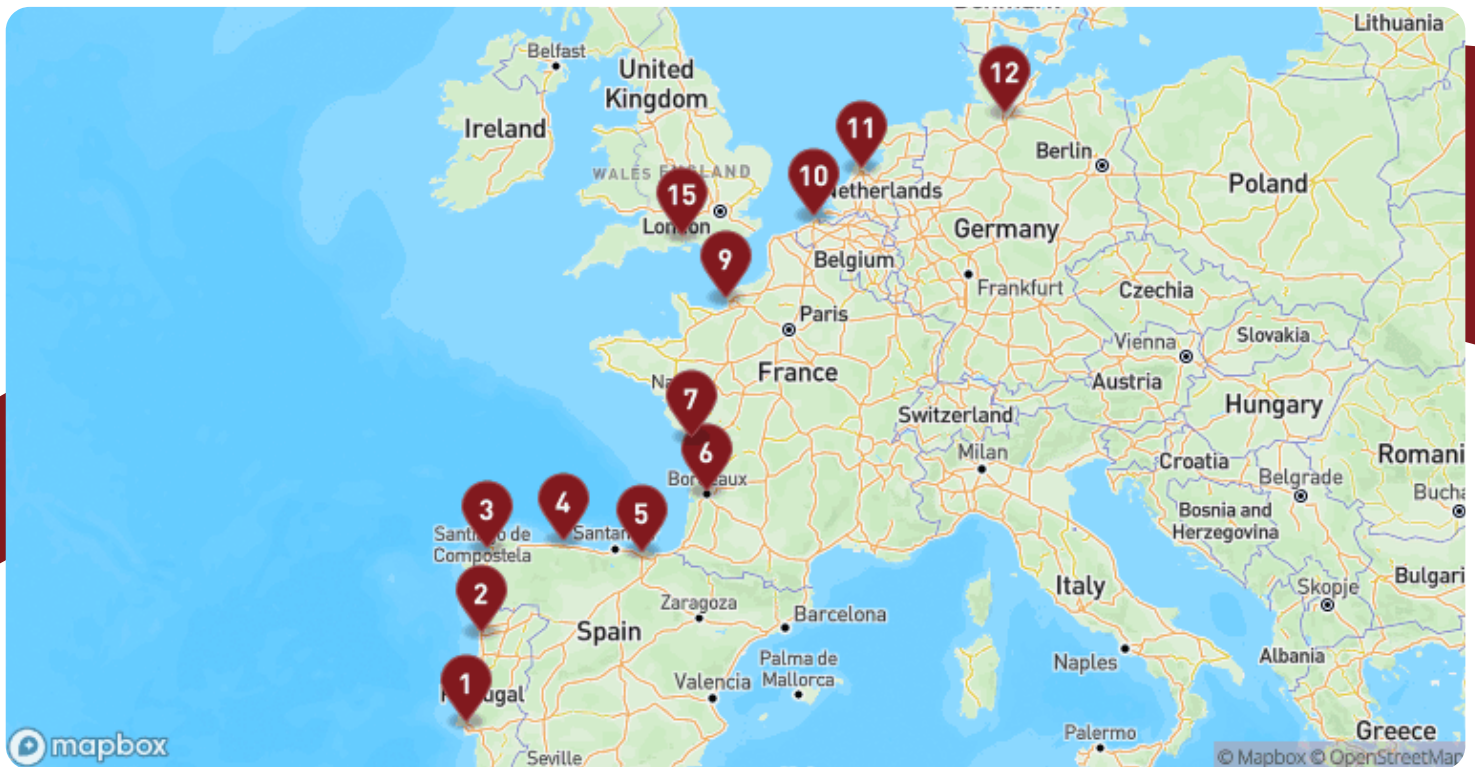 Lithuania
Belfast
12
United
Kingdom
11
Ireland
Berlin
WALES
10
Netherlands
Poland
15
London
Germany
9
Belgium
Frankfurt
Czechia
Paris
Slovakia
Vienna
France
Austria
7
Switzerland
Hungary
6
Milan
Croatia
Romani
Belgrade
3
4
5
Bosnia and
Herzegovina
Compostela
2
Skopje
Bulgari
Italy
Zaragoza
Barcelona
Spain
Albania
Naples
Palma de
Mallorca
1
Valencia
Palermo
Greece
mapbox
Seville
© Mapbox © OpenStreetMap